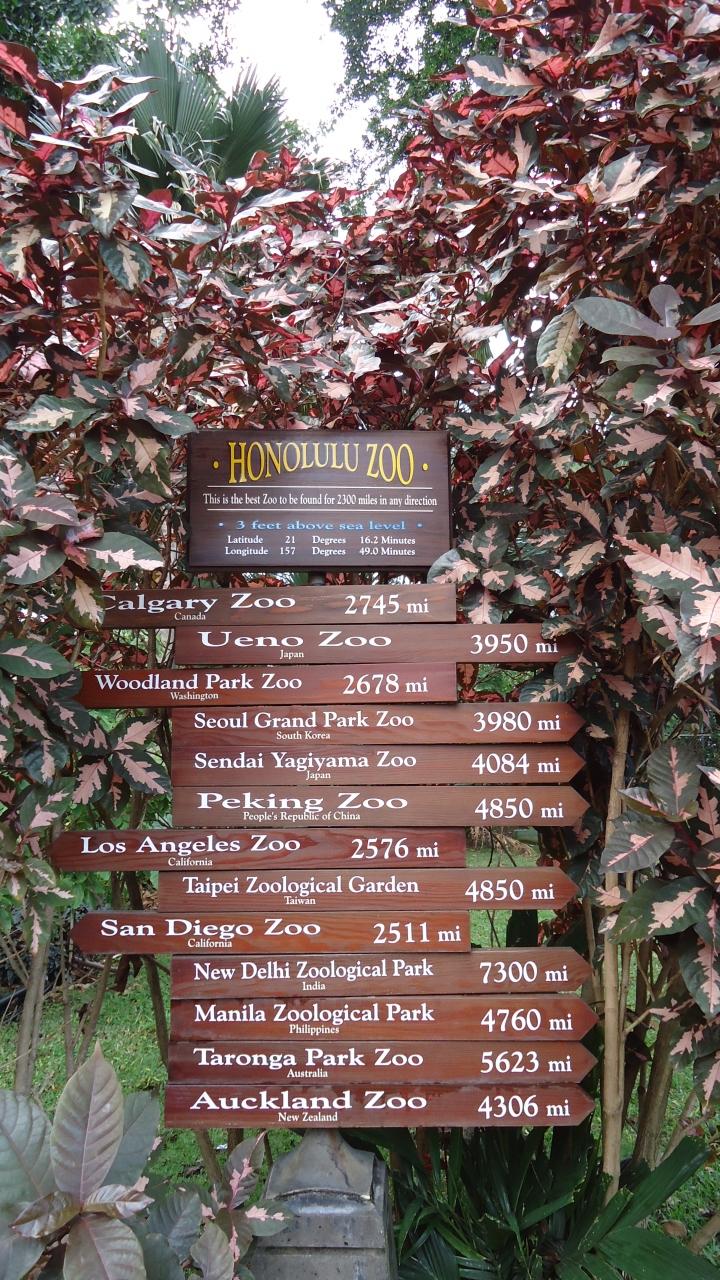 · HONOLULU ZOO ·
This is the best Zoo to be found for 2300 miles in any direction
• 3 feet above sea level •
Latitude 21 Degrees 16.2 Minutes
Longitude 157 Degrees 49.0 Minutes
Calgary Zoo 2745 mi
Canada
Ueno Zoo 3950 mi
Japan
Woodland Park Zoo 2678 mi
Washington
Seoul Grand Park Zoo 3980 mi
South Korea
Sendai Yagiyama Zoo 4084 mi
Japan
Peking Zoo 4850 mi
People's Republic of China
Los Angeles Zoo 2576 mi
California
Taipei Zoological Garden 4850 mi
Taiwan
San Diego Zoo 2511 mi
California
New Delhi Zoological Park 7300 mi
India
Manila Zoological Park 4760 mi
Philippines
Taronga Park Zoo 5623 mi
Australia
Auckland Zoo 4306 mi
New Zealand